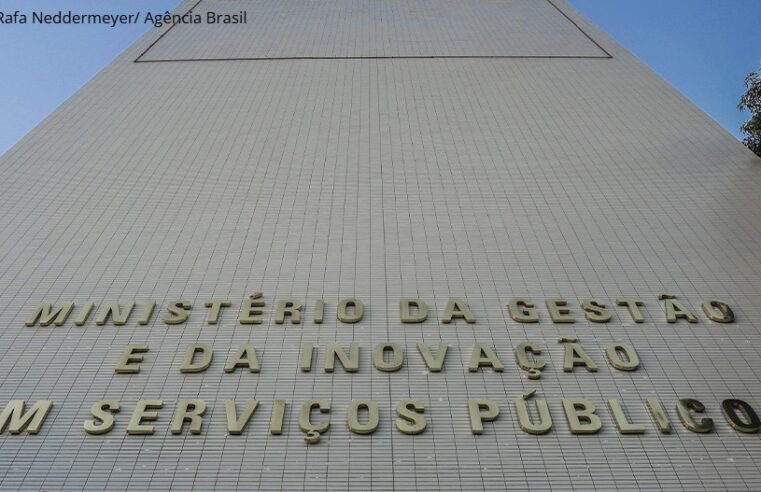 Rafa Neddermeyer/ Agência Brasil
MINISTÉRIO DA GESTÃO
E DA INOVAÇÃO
M SERVIÇOS PÚBLICO